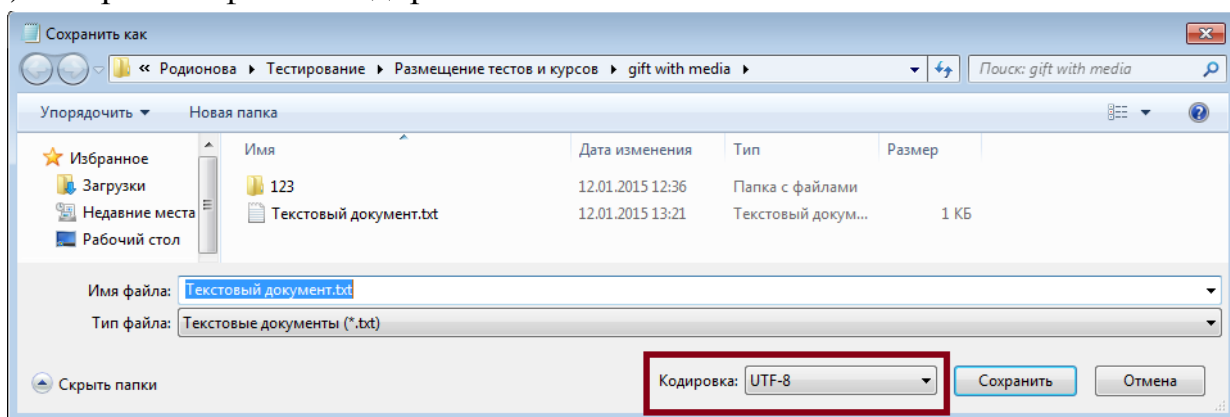 Сохранить как
« Родионова ▸ Тестирование ▸ Размещение тестов и курсов ▸ gift with media ▸
Поиск: gift with media
Упорядочить ▼ Новая папка
Избранное
Загрузки
Недавние места
Рабочий стол
Имя Дата изменения Тип Размер
123 12.01.2015 12:36 Папка с файлами
Текстовый документ.txt 12.01.2015 13:21 Текстовый докум... 1 КБ
Имя файла: Текстовый документ.txt
Тип файла: Текстовые документы (*.txt)
Скрыть папки
Кодировка: UTF-8
Сохранить
Отмена